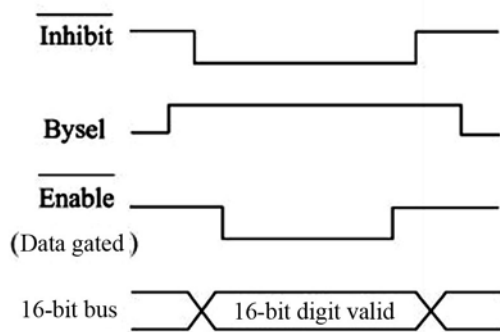 Inhibit
Bysel
Enable
(Data gated)
16-bit bus 16-bit digit valid